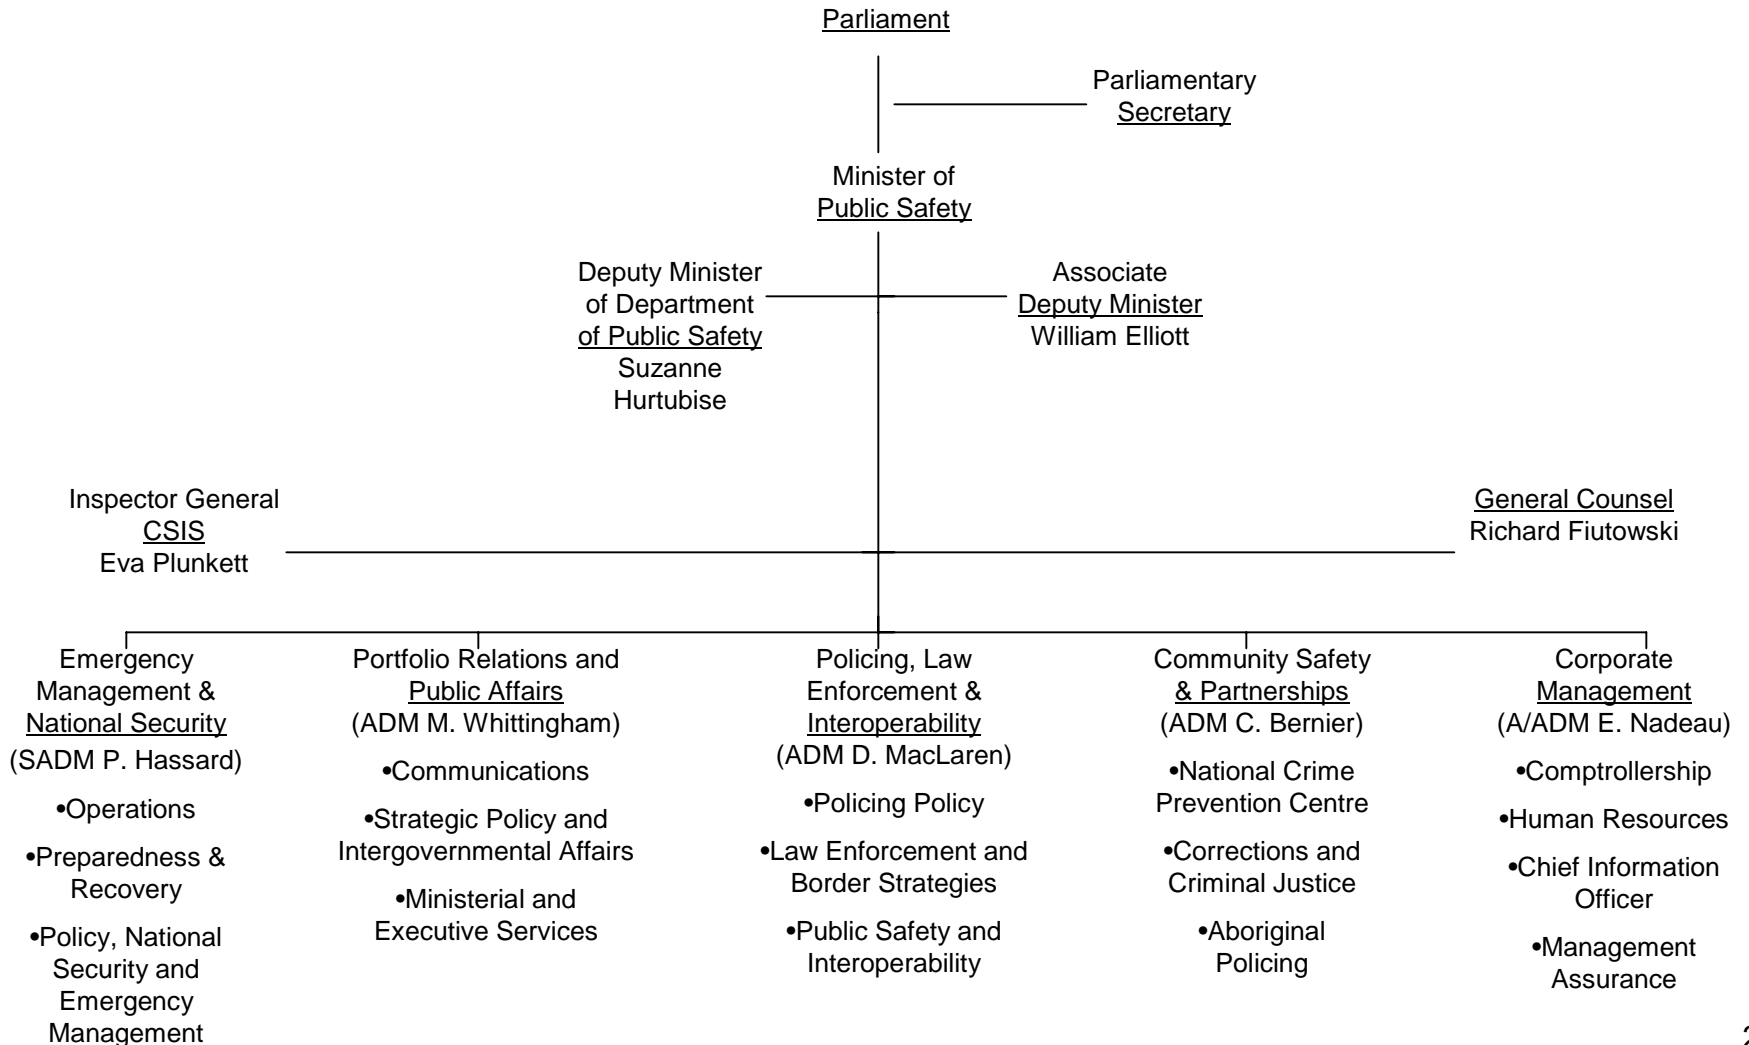 Parliament
Parliamentary
Secretary
Minister of
Public Safety
Deputy Minister
of Department
of Public Safety
Suzanne
Hurtubise
Associate
Deputy Minister
William Elliott
Inspector General
CSIS
Eva Plunkett
General Counsel
Richard Fiutowski
Emergency
Management &
National Security
(SADM P. Hassard)
•Operations
•Preparedness &
Recovery
•Policy, National
Security and
Emergency
Management
Portfolio Relations and
Public Affairs
(ADM M. Whittingham)
•Communications
•Strategic Policy and
Intergovernmental Affairs
•Ministerial and
Executive Services
Policing, Law
Enforcement &
Interoperability
(ADM D. MacLaren)
•Policing Policy
•Law Enforcement and
Border Strategies
•Public Safety and
Interoperability
Community Safety
& Partnerships
(ADM C. Bernier)
•National Crime
Prevention Centre
•Corrections and
Criminal Justice
•Aboriginal
Policing
Corporate
Management
(A/ADM E. Nadeau)
•Comptrollership
•Human Resources
•Chief Information
Officer
•Management
Assurance